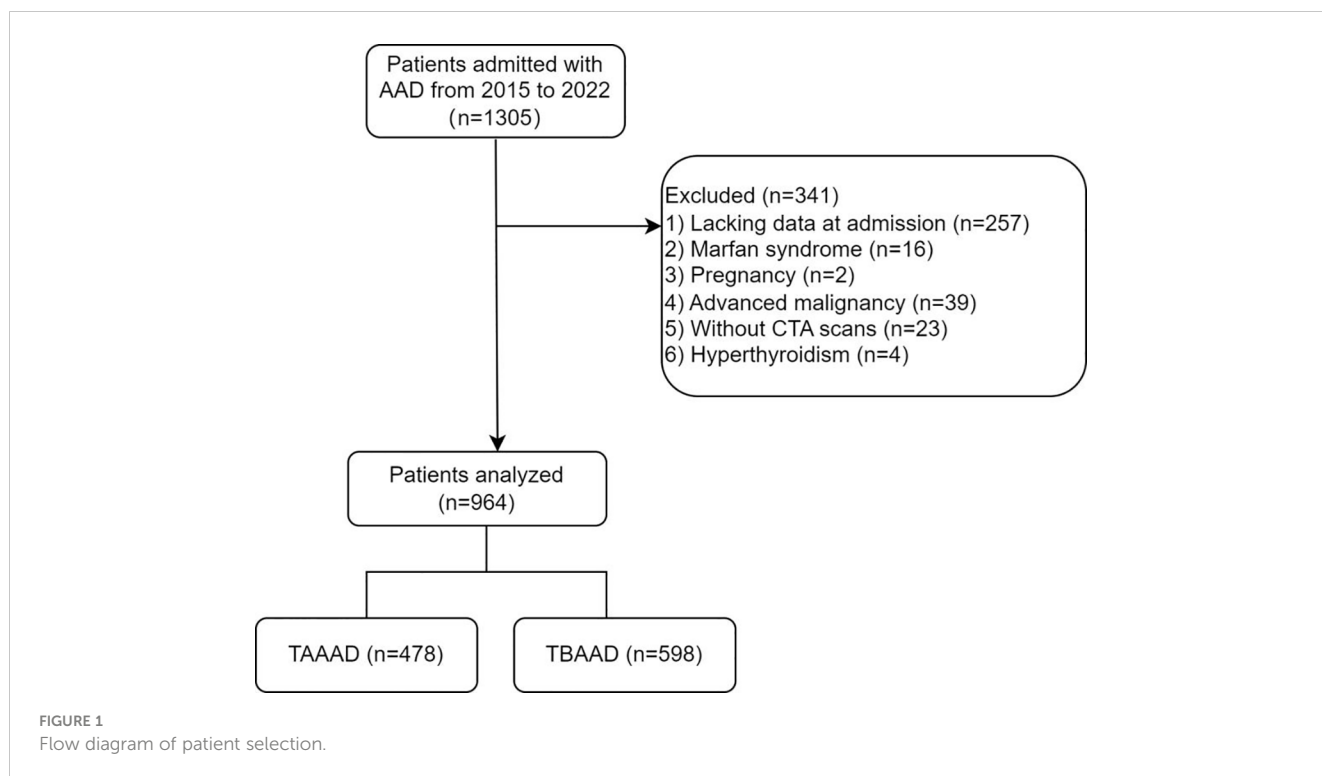 Patients admitted with
AAD from 2015 to 2022
(n=1305)
Excluded (n=341)
1) Lacking data at admission (n=257)
2) Marfan syndrome (n=16)
3) Pregnancy (n=2)
4) Advanced malignancy (n=39)
5) Without CTA scans (n=23)
6) Hyperthyroidism (n=4)
Patients analyzed
(n=964)
TAAAD (n=478)
TBAAD (n=598)
FIGURE 1
Flow diagram of patient selection.